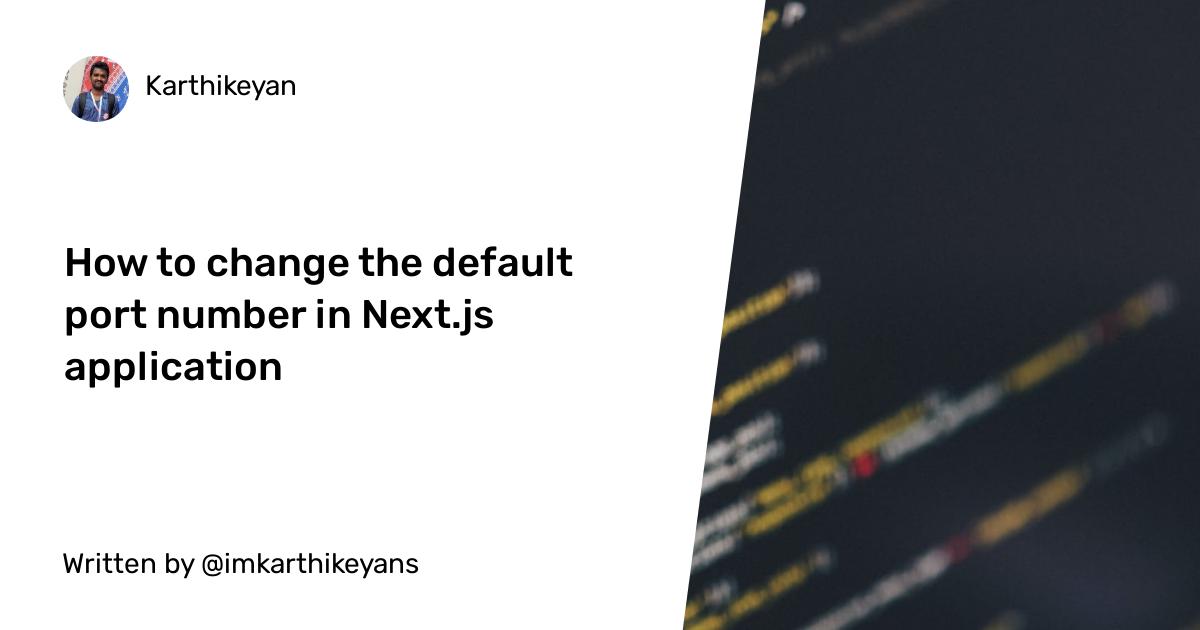 Karthikeyan
How to change the default
port number in Next.js
application
Written by @imkarthikeyans